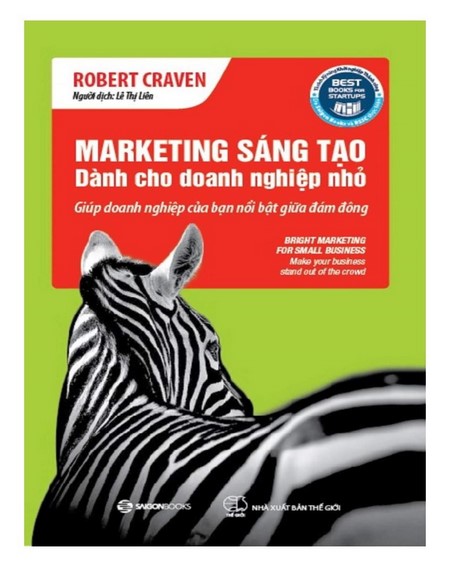 ROBERT CRAVEN
Người dịch: Lê Thị Liên
BEST
BOOKS FOR
STARTUPS
MARKETING SÁNG TẠO
Dành cho doanh nghiệp nhỏ
Giúp doanh nghiệp của bạn nổi bật giữa đám đông
BRIGHT MARKETING
FOR SMALL BUSINESS
Make your business
stand out of the crowd
SAIGONBOOKS
THẾ GIỚI
NHÀ XUẤT BẢN THẾ GIỚI